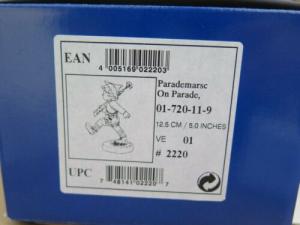 EAN
4 005169 022203
Parademarsc
On Parade,
01-720-11-9
12.5 CM / 5.0 INCHES
VE 01
# 2220
UPC
7 48141 02220 7